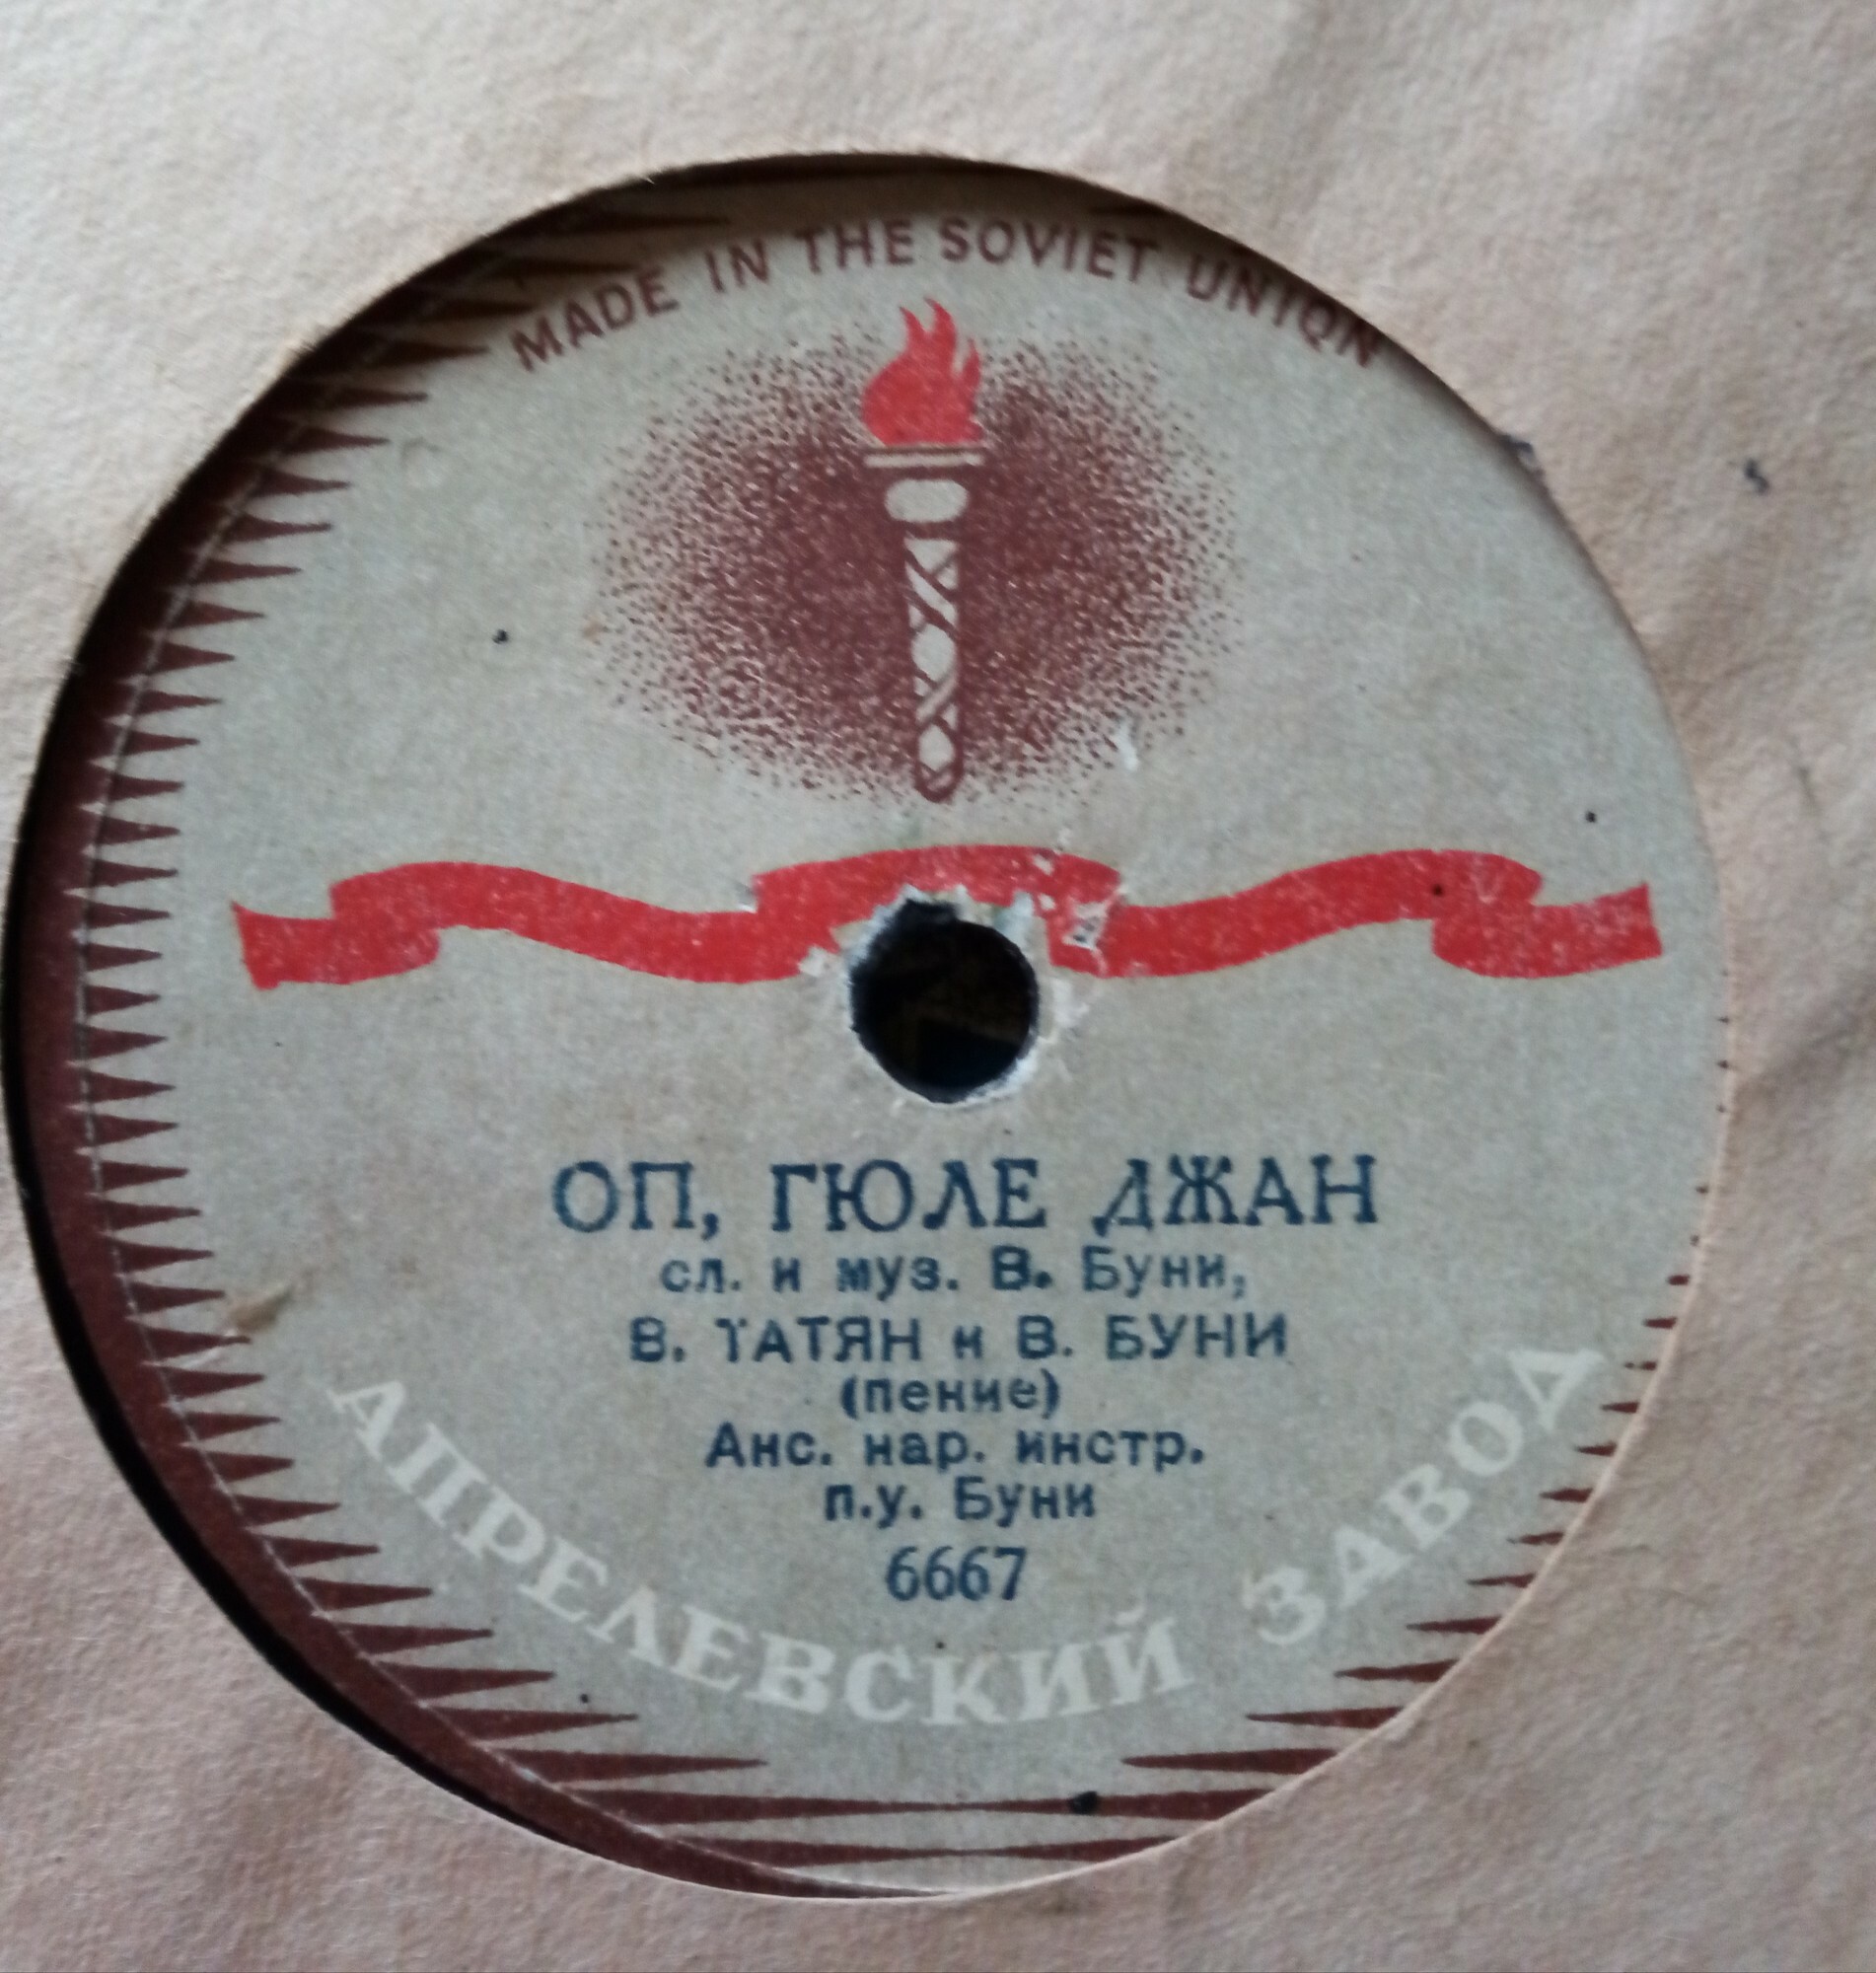 MADE IN THE SOVIET UNION
ОП, ГЮЛЕ ДЖАН
сл. и муз. В. Буни,
В. ТАТЯН и В. БУНИ
(пение)
Анс. нар. инстр.
п.у. Буни
6667
АПРЕЛЕВСКИЙ ЗАВОД